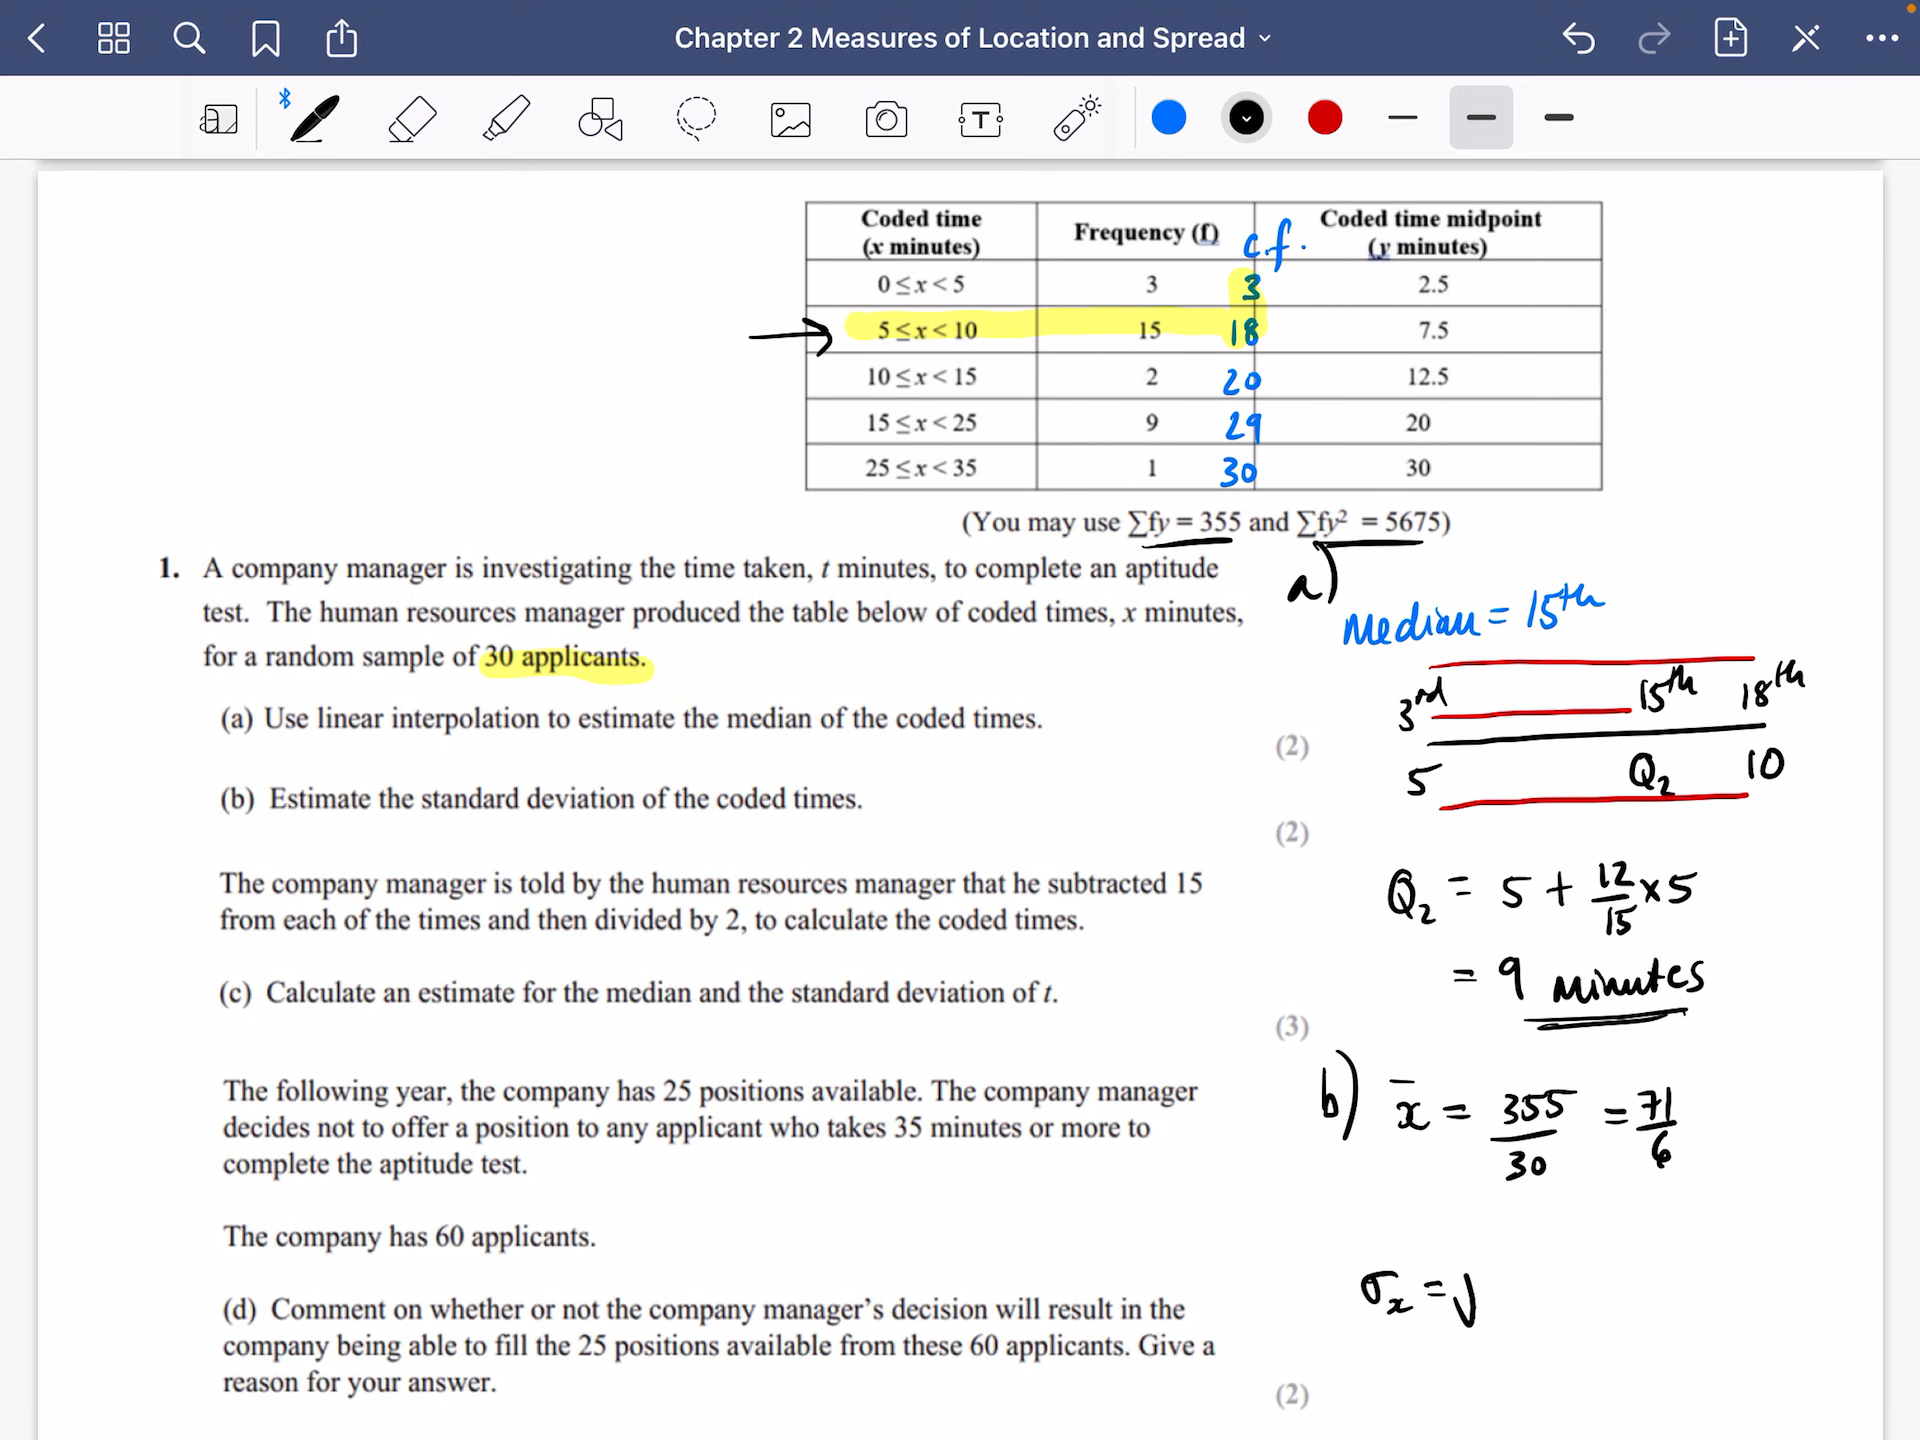 Chapter 2 Measures of Location and Spread
a
T
Coded time (x minutes) Frequency (f) c.f. Coded time midpoint (y minutes)
0 ≤ x < 5 3 3 2.5
5 ≤ x < 10 15 18 7.5
10 ≤ x < 15 2 20 12.5
15 ≤ x < 25 9 29 20
25 ≤ x < 35 1 30 30
(You may use ∑fy = 355 and ∑fy² = 5675)
1. A company manager is investigating the time taken, t minutes, to complete an aptitude
test. The human resources manager produced the table below of coded times, x minutes,
for a random sample of 30 applicants.
(a) Use linear interpolation to estimate the median of the coded times.
(2)
(b) Estimate the standard deviation of the coded times.
(2)
The company manager is told by the human resources manager that he subtracted 15
from each of the times and then divided by 2, to calculate the coded times.
(c) Calculate an estimate for the median and the standard deviation of t.
(3)
The following year, the company has 25 positions available. The company manager
decides not to offer a position to any applicant who takes 35 minutes or more to
complete the aptitude test.
The company has 60 applicants.
(d) Comment on whether or not the company manager's decision will result in the
company being able to fill the 25 positions available from these 60 applicants. Give a
reason for your answer.
(2)
a)
Median = 15th
3rd 15th 18th
5 Q₂ 10
Q₂ = 5 + 12/15 × 5
= 9 minutes
b) x̄ = 355/30 = 71/6
σₓ = √